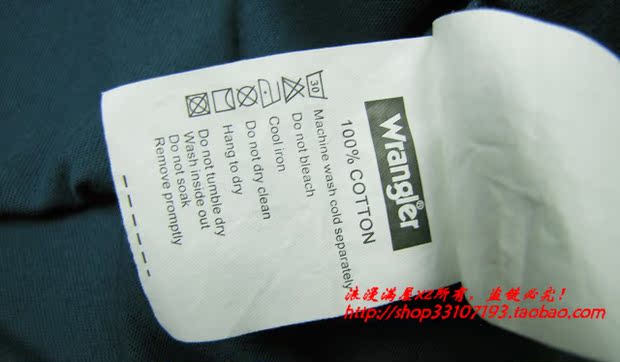 Wrangler®
100% COTTON
30
Machine wash cold separately
Do not bleach
Cool iron
Do not dry clean
Hang to dry
Do not tumble dry
Wash inside out
Do not soak
Remove promptly
浪漫满屋XZ所有，盗链必究！
http://shop33107193.taobao.com/